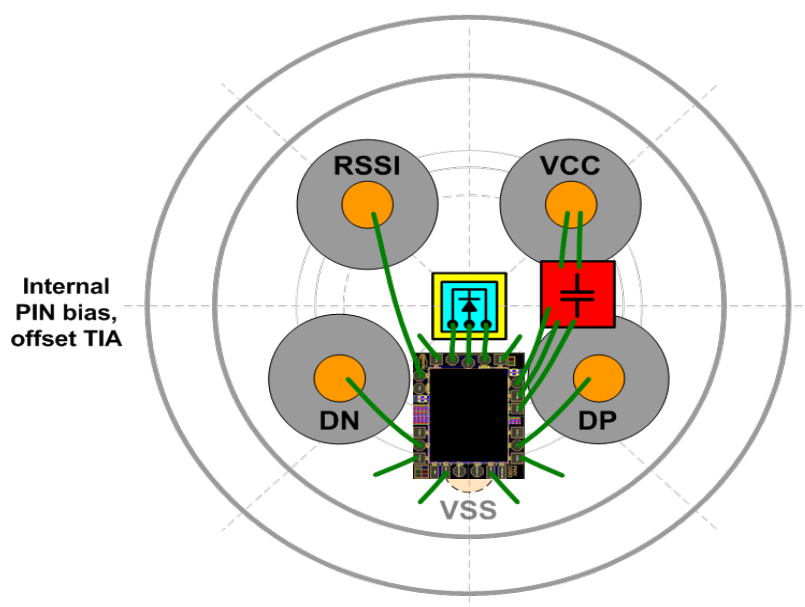 RSSI
VCC
Internal
PIN bias,
offset TIA
DN
DP
VSS